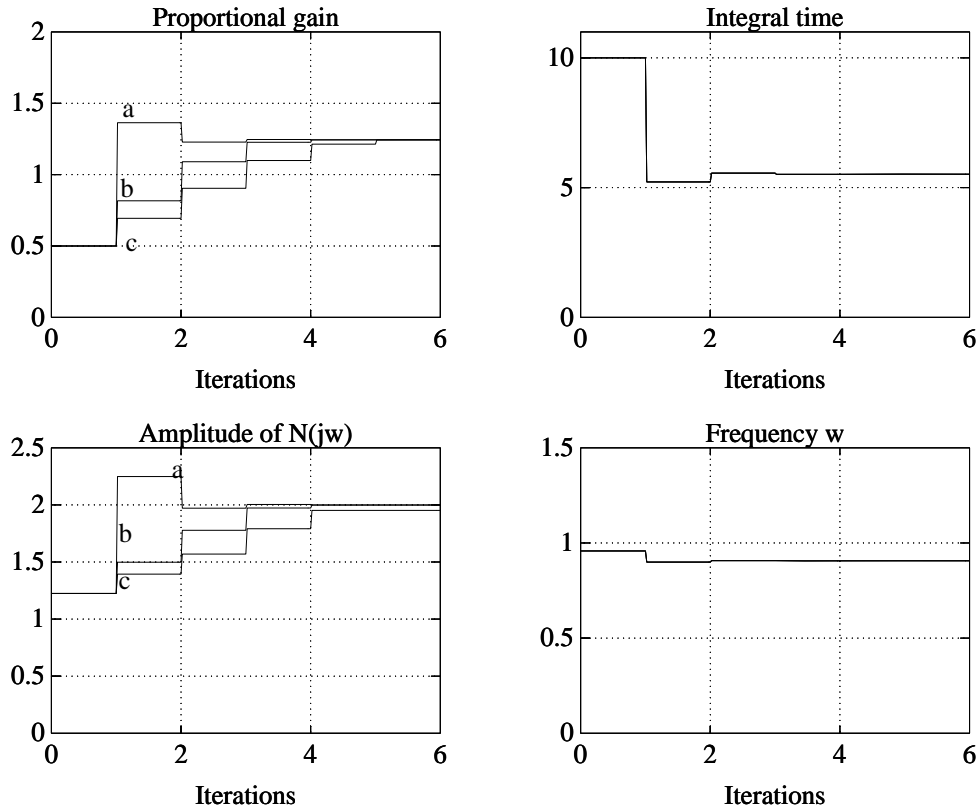 Proportional gain
2
1.5
1
0.5
0
a
b
c
0 2 4 6
Iterations
Integral time
10
5
0
0 2 4 6
Iterations
Amplitude of N(jw)
2.5
2
1.5
1
0.5
0
a
b
c
0 2 4 6
Iterations
Frequency w
1.5
1
0.5
0
0 2 4 6
Iterations